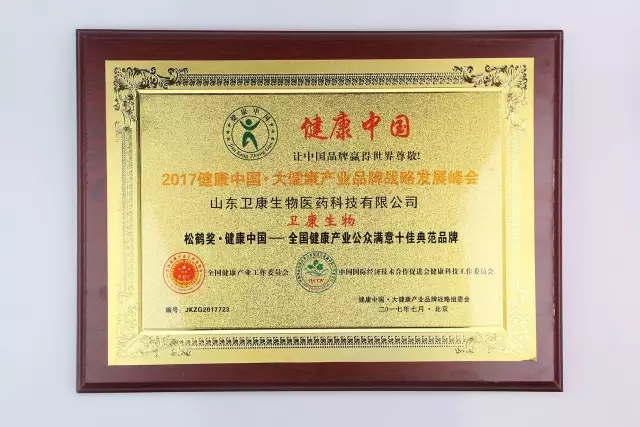 健康中国
健康中国
让中国品牌赢得世界尊敬!
2017健康中国·大健康产业品牌战略发展峰会
山东卫康生物医药科技有限公司
卫康生物
松鹤奖·健康中国——全国健康产业公众满意十佳典范品牌
全国健康产业工作委员会
中国国际经济技术合作促进会健康科技工作委员会
编号：JKZG2017723
健康中国·大健康产业品牌战略组委会
二〇一七年七月·北京